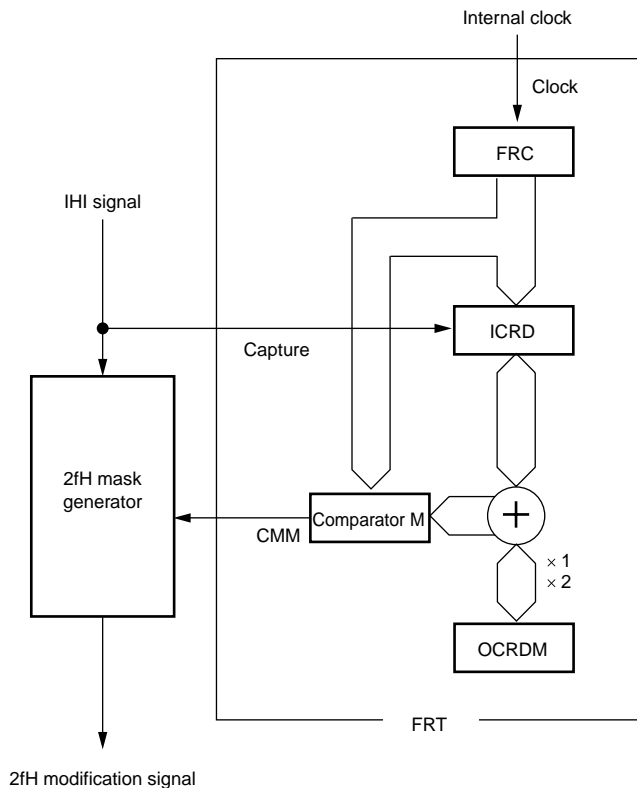 Internal clock
Clock
FRC
IHI signal
ICRD
Capture
2fH mask
generator
Comparator M
+
CMM
× 1
× 2
OCRDM
FRT
2fH modification signal